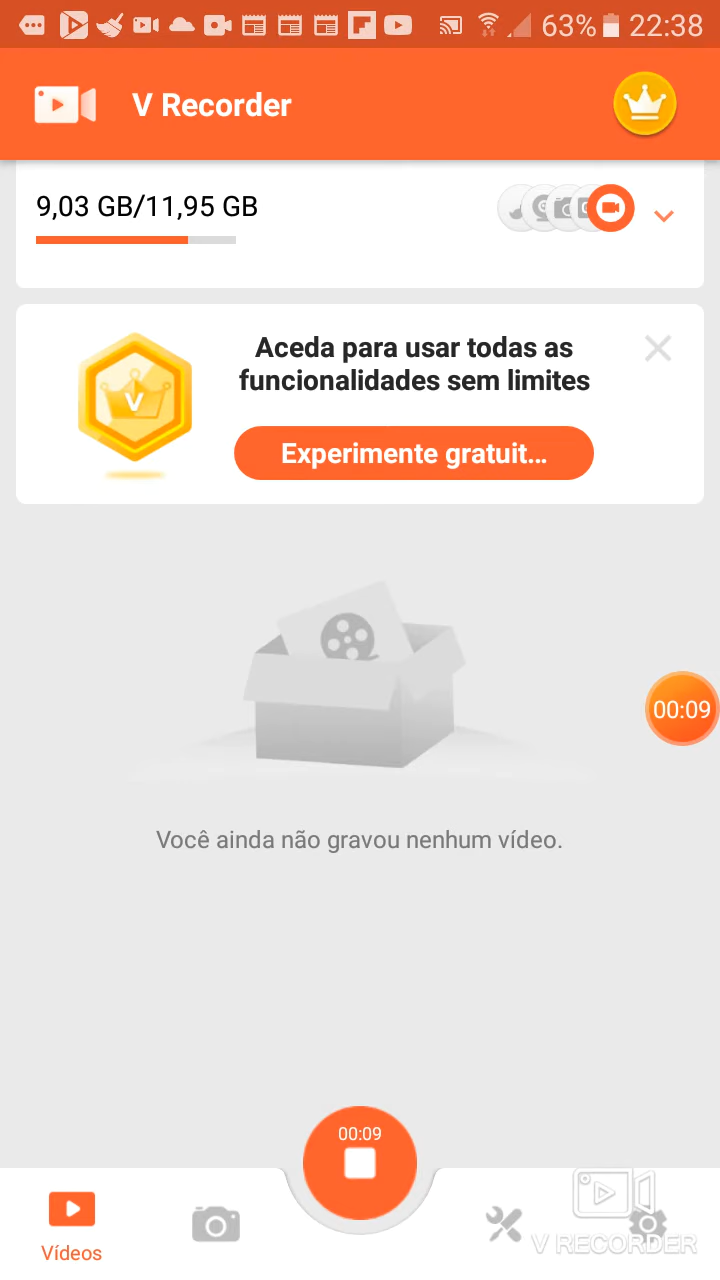 63% 22:38
V Recorder
9,03 GB/11,95 GB
Aceda para usar todas as
funcionalidades sem limites
V
Experimente gratuit...
00:09
Você ainda não gravou nenhum vídeo.
00:09
Vídeos
V RECORDER